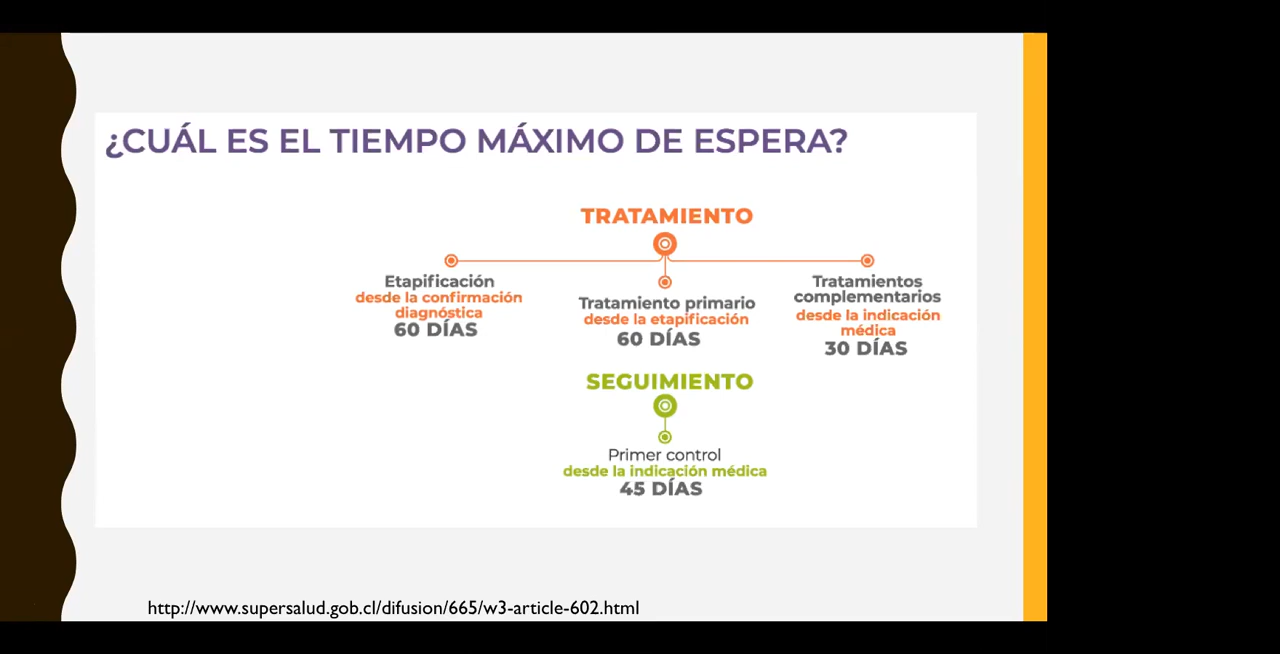 ¿CUÁL ES EL TIEMPO MÁXIMO DE ESPERA?
TRATAMIENTO
Etapificación
desde la confirmación
diagnóstica
60 DÍAS
Tratamiento primario
desde la etapificación
60 DÍAS
Tratamientos
complementarios
desde la indicación
médica
30 DÍAS
SEGUIMIENTO
Primer control
desde la indicación médica
45 DÍAS
http://www.supersalud.gob.cl/difusion/665/w3-article-602.html